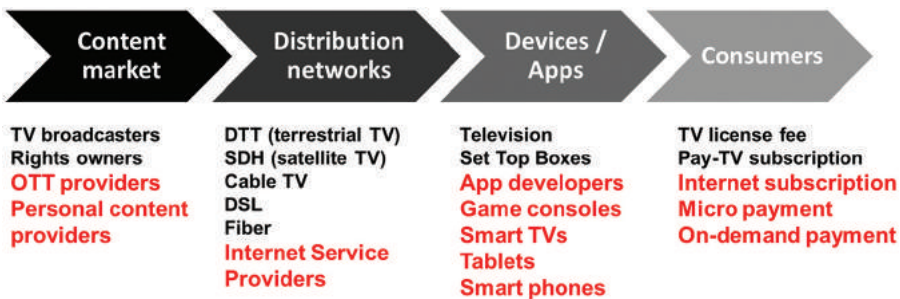 Content
market
Distribution
networks
Devices /
Apps
Consumers
TV broadcasters
Rights owners
OTT providers
Personal content
providers
DTT (terrestrial TV)
SDH (satellite TV)
Cable TV
DSL
Fiber
Internet Service
Providers
Television
Set Top Boxes
App developers
Game consoles
Smart TVs
Tablets
Smart phones
TV license fee
Pay-TV subscription
Internet subscription
Micro payment
On-demand payment